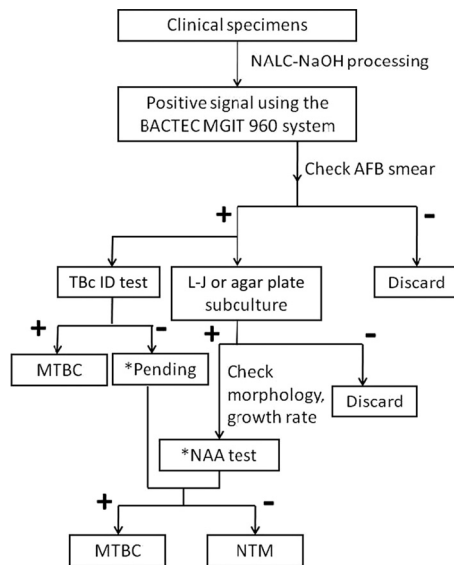 Clinical specimens
NALC-NaOH processing
Positive signal using the
BACTEC MGIT 960 system
Check AFB smear
+
-
TBc ID test
L-J or agar plate
subculture
Discard
+
-
+
-
MTBC
*Pending
Check
morphology,
growth rate
Discard
*NAA test
+
-
MTBC
NTM